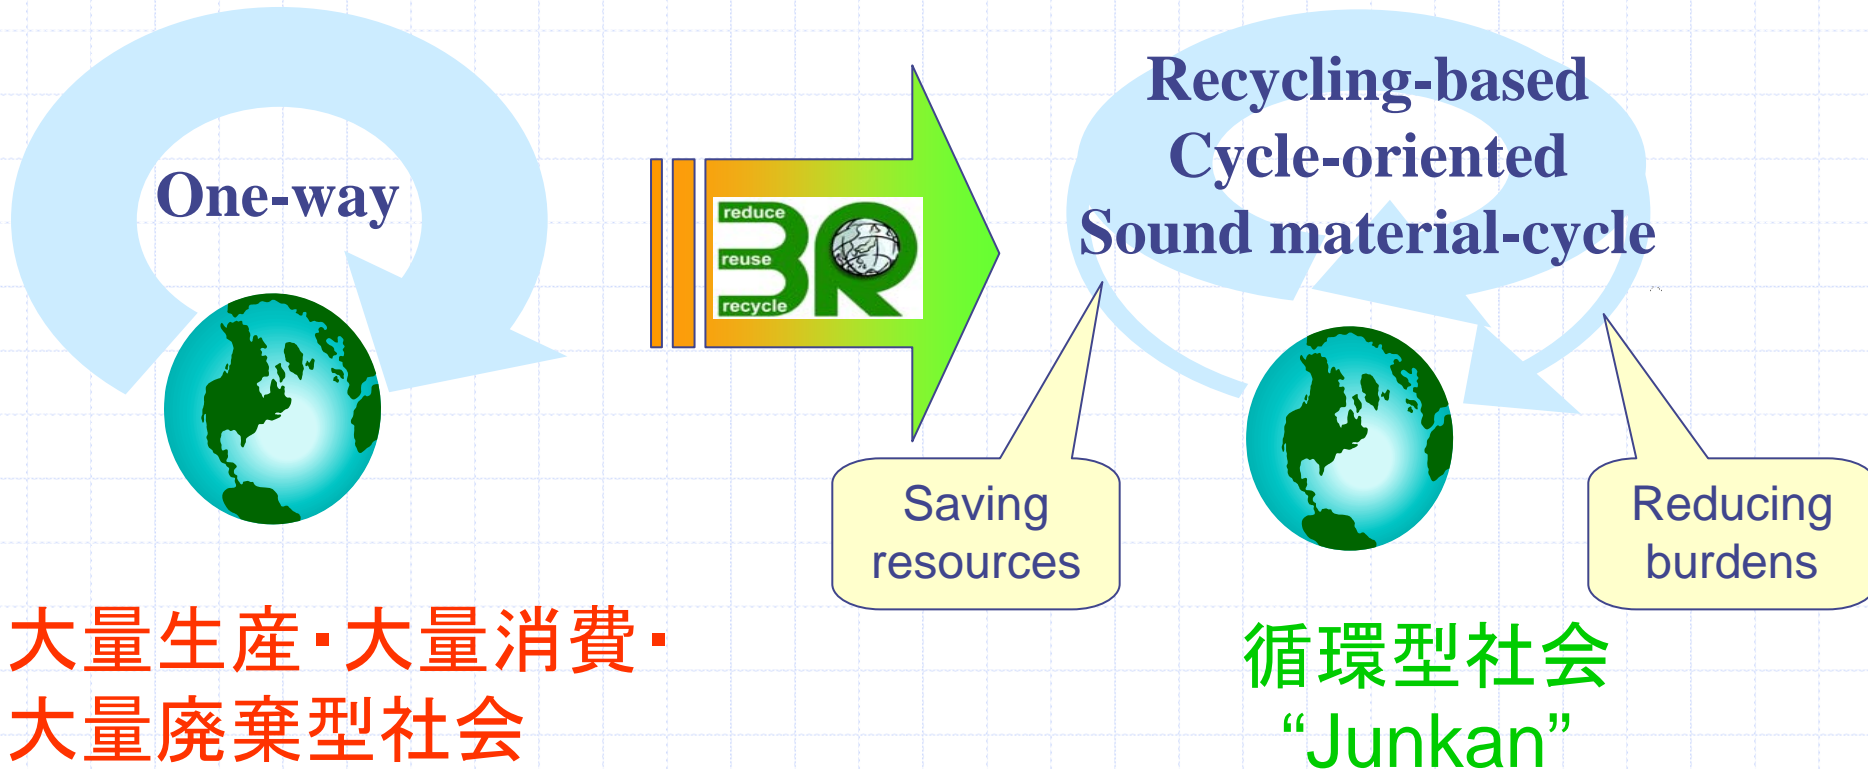 One-way
reduce
reuse
recycle
3R
Recycling-based
Cycle-oriented
Sound material-cycle
Saving
resources
Reducing
burdens
大量生産・大量消費・
大量廃棄型社会
循環型社会
“Junkan”